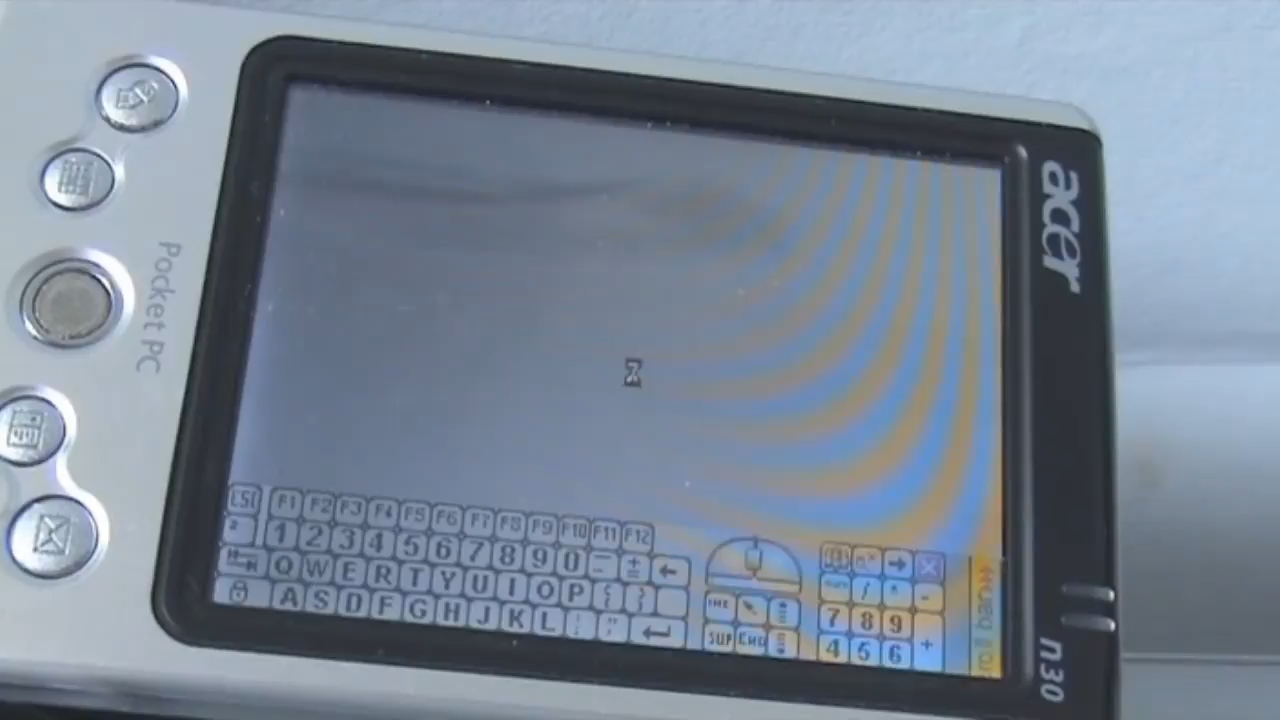 Pocket PC
acer
n30
ESC F1 F2 F3 F4 F5 F6 F7 F8 F9 F10 F11 F12
1 2 3 4 5 6 7 8 9 0 - ±
Q W E R T Y U I O P { }
A S D F G H J K L : "
SUP
/ * -
7 8 9
4 5 6 +